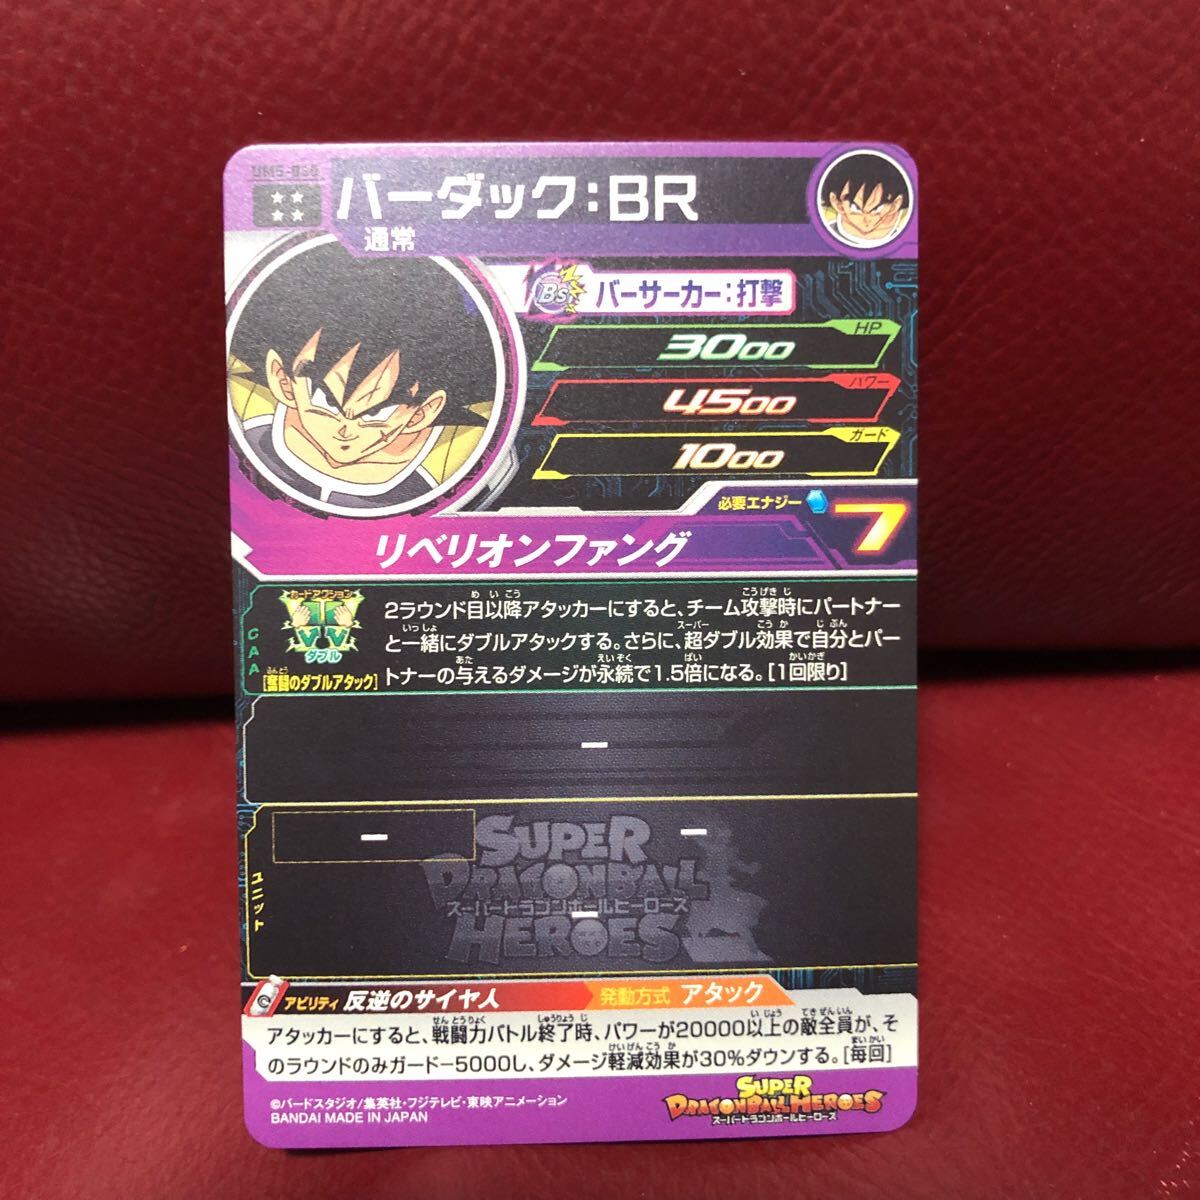 バーダック：BR
通常
Bs バーサーカー：打撃
HP
3000
パワー
4500
ガード
1000
必要エナジー 7
リベリオンファング
CAA
カードアクション
ダブル
[奮闘のダブルアタック]
2ラウンド目以降アタッカーにすると、チーム攻撃時にパートナー
と一緒にダブルアタックする。さらに、超ダブル効果で自分とパー
トナーの与えるダメージが永続で1.5倍になる。[1回限り]
ー
ユニット
ー
ー
ー
SUPER
DRAGONBALL
スーパードラゴンボールヒーローズ
HEROES
アビリティ 反逆のサイヤ人 発動方式 アタック
アタッカーにすると、戦闘力バトル終了時、パワーが20000以上の敵全員が、そ
のラウンドのみガード−5000し、ダメージ軽減効果が30％ダウンする。[毎回]
©バードスタジオ/集英社・フジテレビ・東映アニメーション
BANDAI MADE IN JAPAN
SUPER
DRAGONBALL HEROES
スーパードラゴンボールヒーローズ